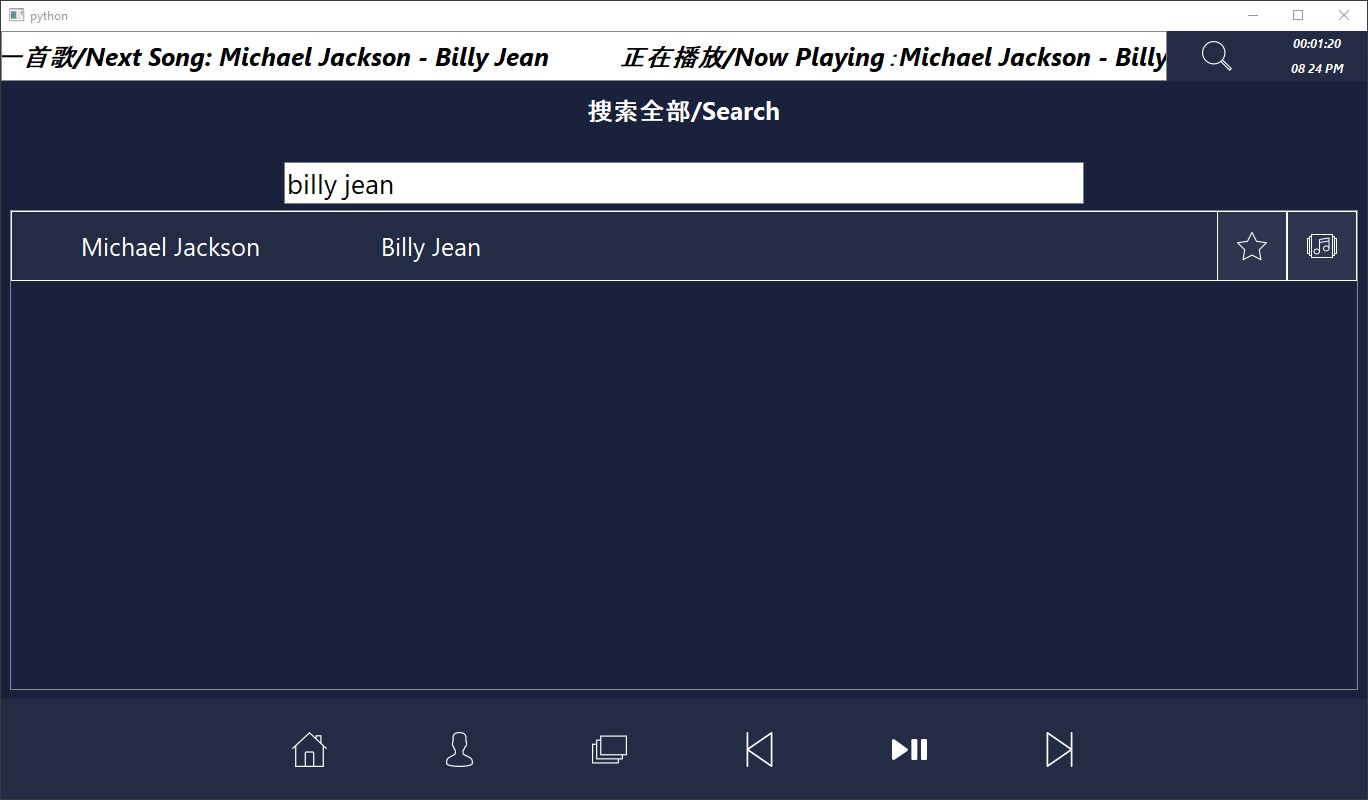 python
一首歌/Next Song: Michael Jackson - Billy Jean 正在播放/Now Playing :Michael Jackson - Billy
00:01:20
08 24 PM
搜索全部/Search
billy jean
Michael Jackson Billy Jean